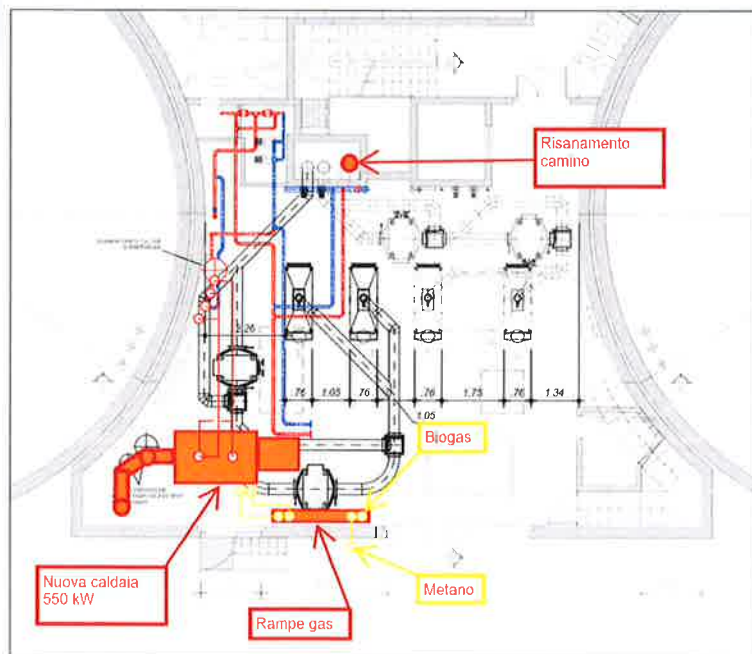 Risanamento
camino
.26
.76 1.05 .76 .76 1.75 .76 1.34
1.05
Biogas
Nuova caldaia
550 kW
Rampe gas
Metano